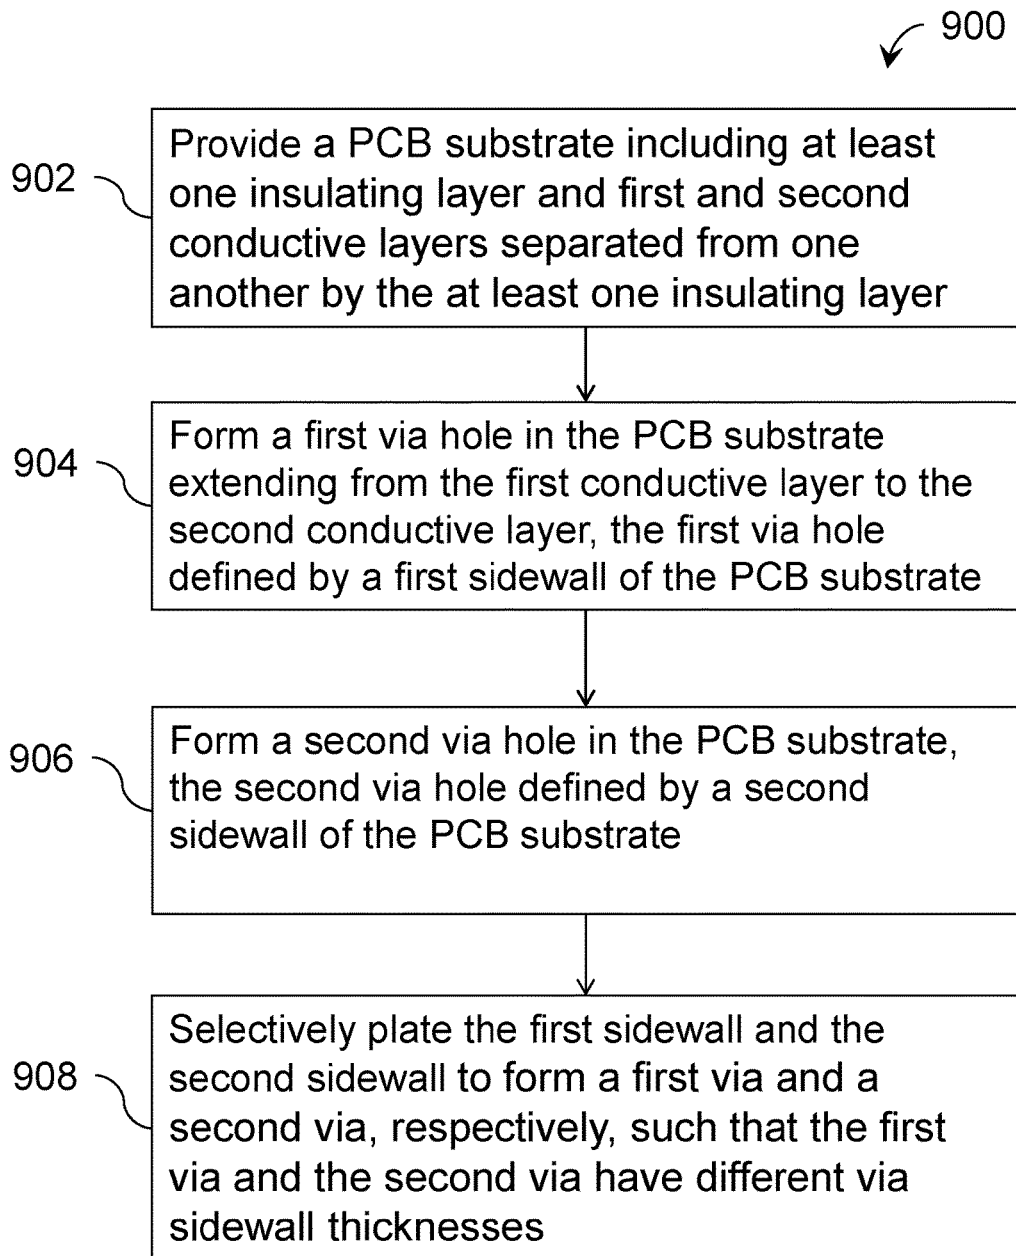 900
902
Provide a PCB substrate including at least
one insulating layer and first and second
conductive layers separated from one
another by the at least one insulating layer
904
Form a first via hole in the PCB substrate
extending from the first conductive layer to the
second conductive layer, the first via hole
defined by a first sidewall of the PCB substrate
906
Form a second via hole in the PCB substrate,
the second via hole defined by a second
sidewall of the PCB substrate
908
Selectively plate the first sidewall and the
second sidewall to form a first via and a
second via, respectively, such that the first
via and the second via have different via
sidewall thicknesses